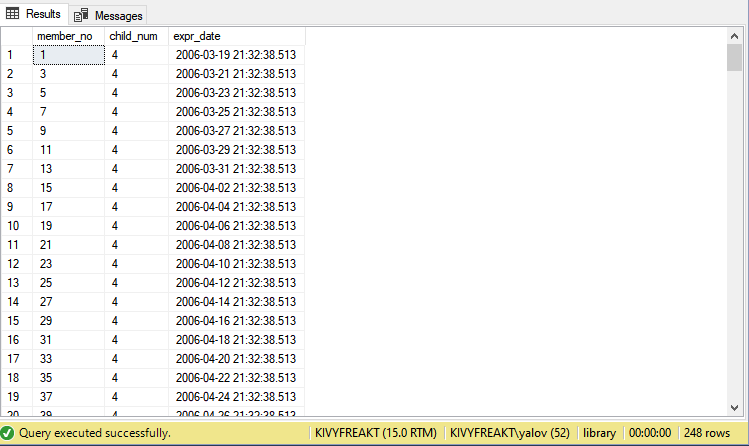 Results Messages
member_no child_num expr_date
1 1 4 2006-03-19 21:32:38.513
2 3 4 2006-03-21 21:32:38.513
3 5 4 2006-03-23 21:32:38.513
4 7 4 2006-03-25 21:32:38.513
5 9 4 2006-03-27 21:32:38.513
6 11 4 2006-03-29 21:32:38.513
7 13 4 2006-03-31 21:32:38.513
8 15 4 2006-04-02 21:32:38.513
9 17 4 2006-04-04 21:32:38.513
10 19 4 2006-04-06 21:32:38.513
11 21 4 2006-04-08 21:32:38.513
12 23 4 2006-04-10 21:32:38.513
13 25 4 2006-04-12 21:32:38.513
14 27 4 2006-04-14 21:32:38.513
15 29 4 2006-04-16 21:32:38.513
16 31 4 2006-04-18 21:32:38.513
17 33 4 2006-04-20 21:32:38.513
18 35 4 2006-04-22 21:32:38.513
19 37 4 2006-04-24 21:32:38.513
20 39 4 2006-04-26 21:32:38.513
Query executed successfully. KIVYFREAKT (15.0 RTM) KIVYFREAKT\yalov (52) library 00:00:00 248 rows